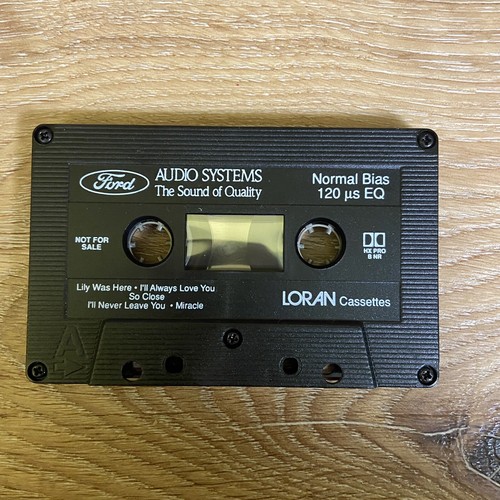 Ford
AUDIO SYSTEMS
The Sound of Quality
Normal Bias
120 µs EQ
NOT FOR
SALE
HX PRO
B NR
Lily Was Here • I'll Always Love You
So Close
I'll Never Leave You • Miracle
LORAN Cassettes